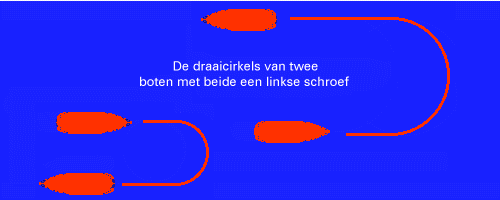 De draaicirkels van twee
boten met beide een linkse schroef